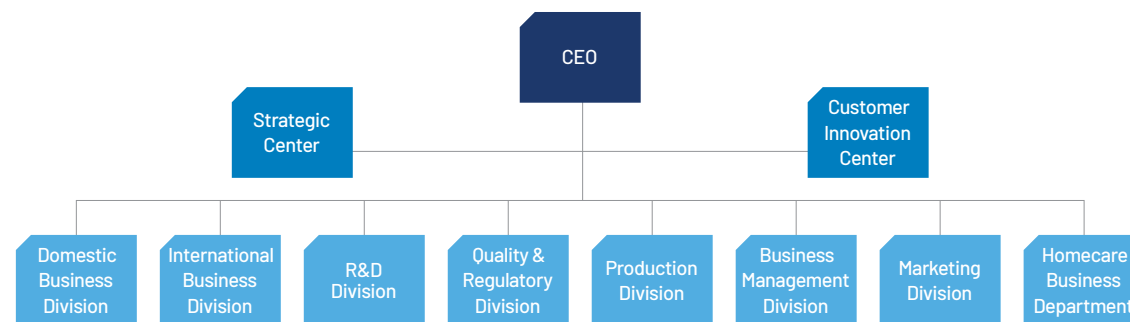 CEO
Strategic
Center
Customer
Innovation
Center
Domestic
Business
Division
International
Business
Division
R&D
Division
Quality &
Regulatory
Division
Production
Division
Business
Management
Division
Marketing
Division
Homecare
Business
Department